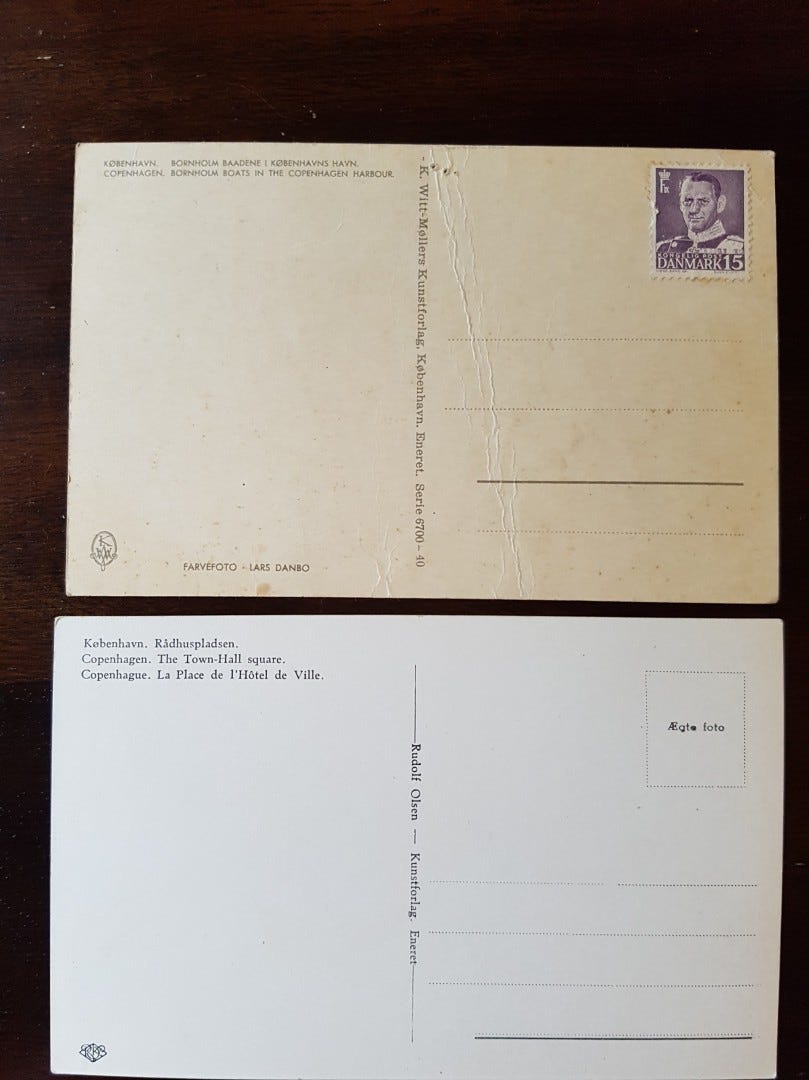 KØBENHAVN. BORNHOLM BAADENE I KØBENHAVNS HAVN.
COPENHAGEN. BORNHOLM BOATS IN THE COPENHAGEN HARBOUR.
K. Witt-Møllers Kunstforlag, København. Eneret. Serie 6700 - 40
KONGELIG POST
DANMARK 15
FARVEFOTO - LARS DANBO
København. Rådhuspladsen.
Copenhagen. The Town-Hall square.
Copenhague. La Place de l'Hôtel de Ville.
Ægte foto
Rudolf Olsen — Kunstforlag. Eneret